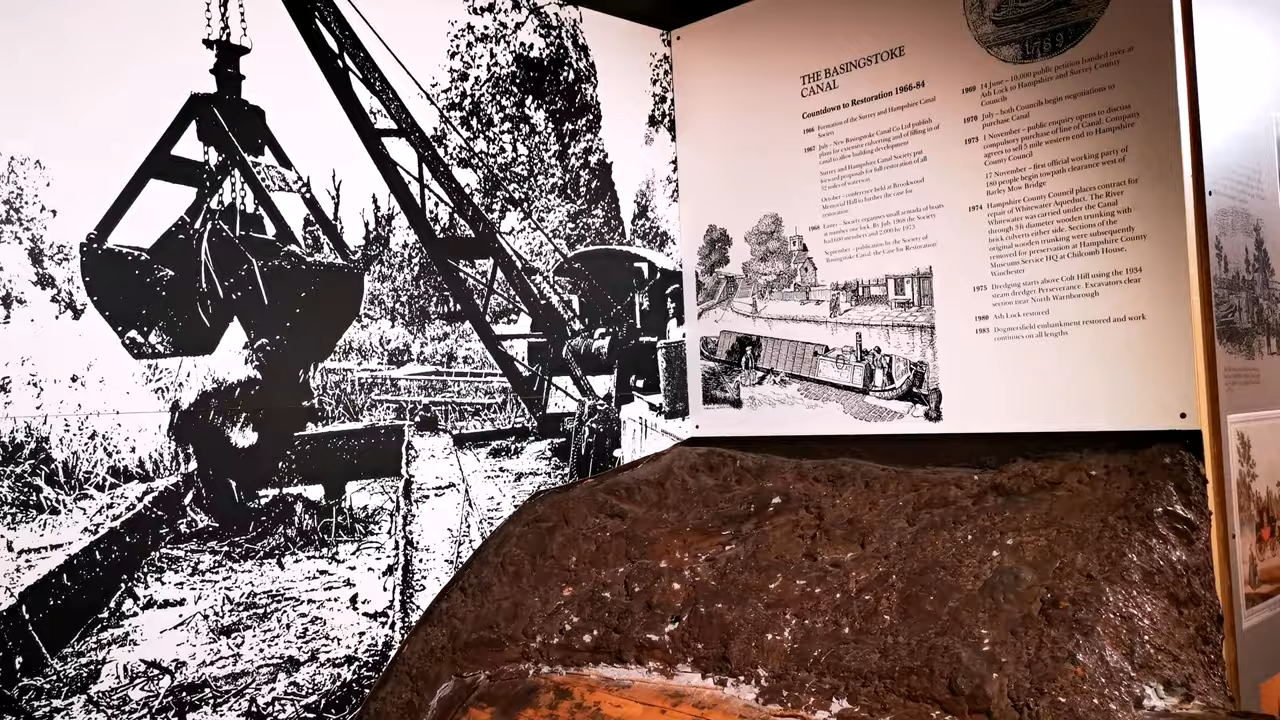 THE BASINGSTOKE
CANAL
Countdown to Restoration 1966-84
1966 Formation of the Surrey and Hampshire Canal
Society
1967 July - New Basingstoke Canal Co Ltd publish
plans for extensive culverting and of filling in of
canal to allow building development
Surrey and Hampshire Canal Society put
forward proposals for full restoration of all
32 miles of waterway
October - conference held at Brookwood
Memorial Hall to further the case for
restoration
1968 Easter - Society organises small armada of boats
at number one lock. By July 1968 the Society
had 600 members and 2,000 by 1973
September - publication by the Society of
'Basingstoke Canal: the Case for Restoration'
1789
1969 14 June - 10,000 public petition handed over at
Ash Lock to Hampshire and Surrey County
Councils
1970 July - both Councils begin negotiations to
purchase Canal
1973 1 November - public enquiry opens to discuss
compulsory purchase of line of Canal. Company
agrees to sell 5 mile western end to Hampshire
County Council
17 November - first official working party of
180 people begin towpath clearance west of
Barley Mow Bridge
1974 Hampshire County Council places contract for
repair of Whitewater Aqueduct. The River
Whitewater was carried under the Canal
through 3ft diameter wooden trunking with
brick culverts either side. Sections of the
original wooden trunking were subsequently
removed for preservation at Hampshire County
Museums Service HQ at Chilcomb House,
Winchester
1975 Dredging starts above Colt Hill using the 1934
steam dredger Perseverance. Excavators clear
section near North Warnborough
1980 Ash Lock restored
1983 Dogmersfield embankment restored and work
continues on all lengths